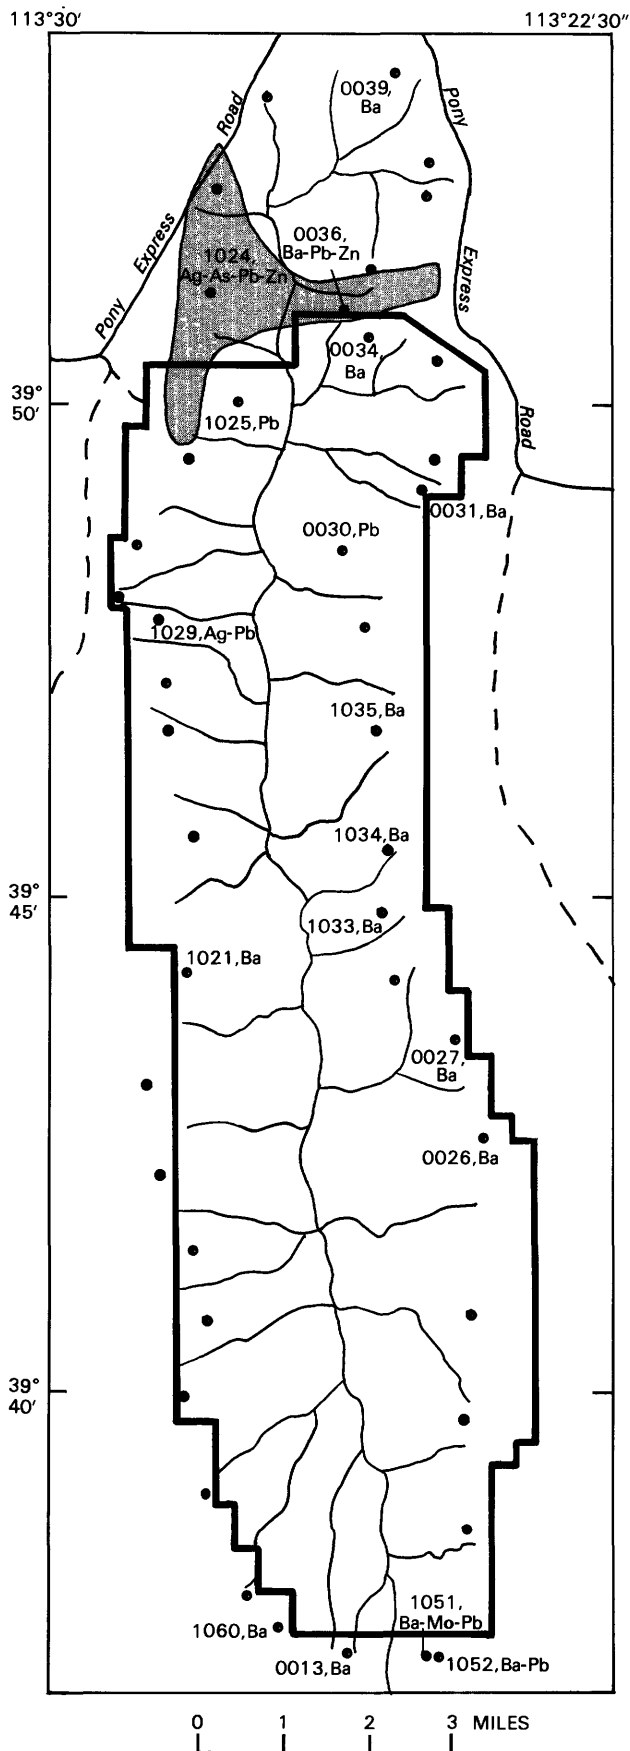 113°30′ 113°22′30″
0039,
Ba
Pony
Road
Express
Pony
0036,
Ba-Pb-Zn
1024,
Ag-As-Pb-Zn
Express
Road
0034,
Ba
39°
50′
1025,Pb
0031,Ba
0030,Pb
1029,Ag-Pb
1035,Ba
1034,Ba
39°
45′
1033,Ba
1021,Ba
0027,
Ba
0026,Ba
39°
40′
1051,
Ba-Mo-Pb
1060,Ba
0013,Ba
1052,Ba-Pb
0 1 2 3 MILES